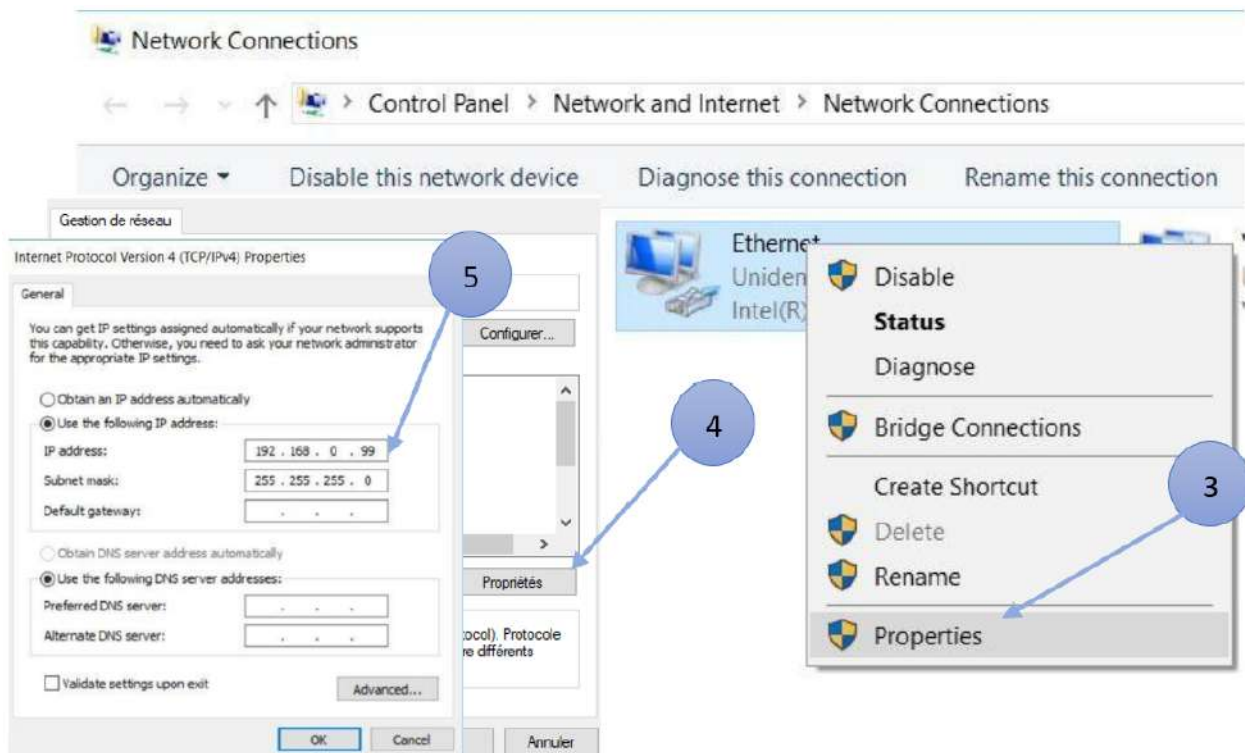 Network Connections
Control Panel > Network and Internet > Network Connections
Organize Disable this network device Diagnose this connection Rename this connection
Gestion de réseau
Internet Protocol Version 4 (TCP/IPv4) Properties
General
You can get IP settings assigned automatically if your network supports
this capability. Otherwise, you need to ask your network administrator
for the appropriate IP settings.
Obtain an IP address automatically
Use the following IP address:
IP address: 192 . 168 . 0 . 99
Subnet mask: 255 . 255 . 255 . 0
Default gateway: . . .
Obtain DNS server address automatically
Use the following DNS server addresses:
Preferred DNS server: . . .
Alternate DNS server: . . .
Validate settings upon exit
Advanced...
OK Cancel
5
Configurer...
4
Propriétés
ocol). Protocole
re différents
Annuler
Ethernet
Uniden
Intel(R)
Disable
Status
Diagnose
Bridge Connections
Create Shortcut
3
Delete
Rename
Properties